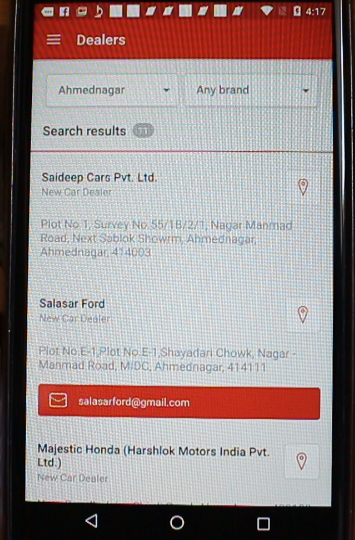 4:17
Dealers
Ahmednagar
Any brand
Search results 11
Saideep Cars Pvt. Ltd.
New Car Dealer
Plot No 1, Survey No.55/1B/2/1, Nagar Manmad
Road, Next Sablok Showrm, Ahmednagar,
Ahmednagar, 414003
Salasar Ford
New Car Dealer
Plot No.E-1,Plot No.E-1,Shayadari Chowk, Nagar -
Manmad Road, MIDC, Ahmednagar, 414111
salasarford@gmail.com
Majestic Honda (Harshlok Motors India Pvt.
Ltd.)
New Car Dealer